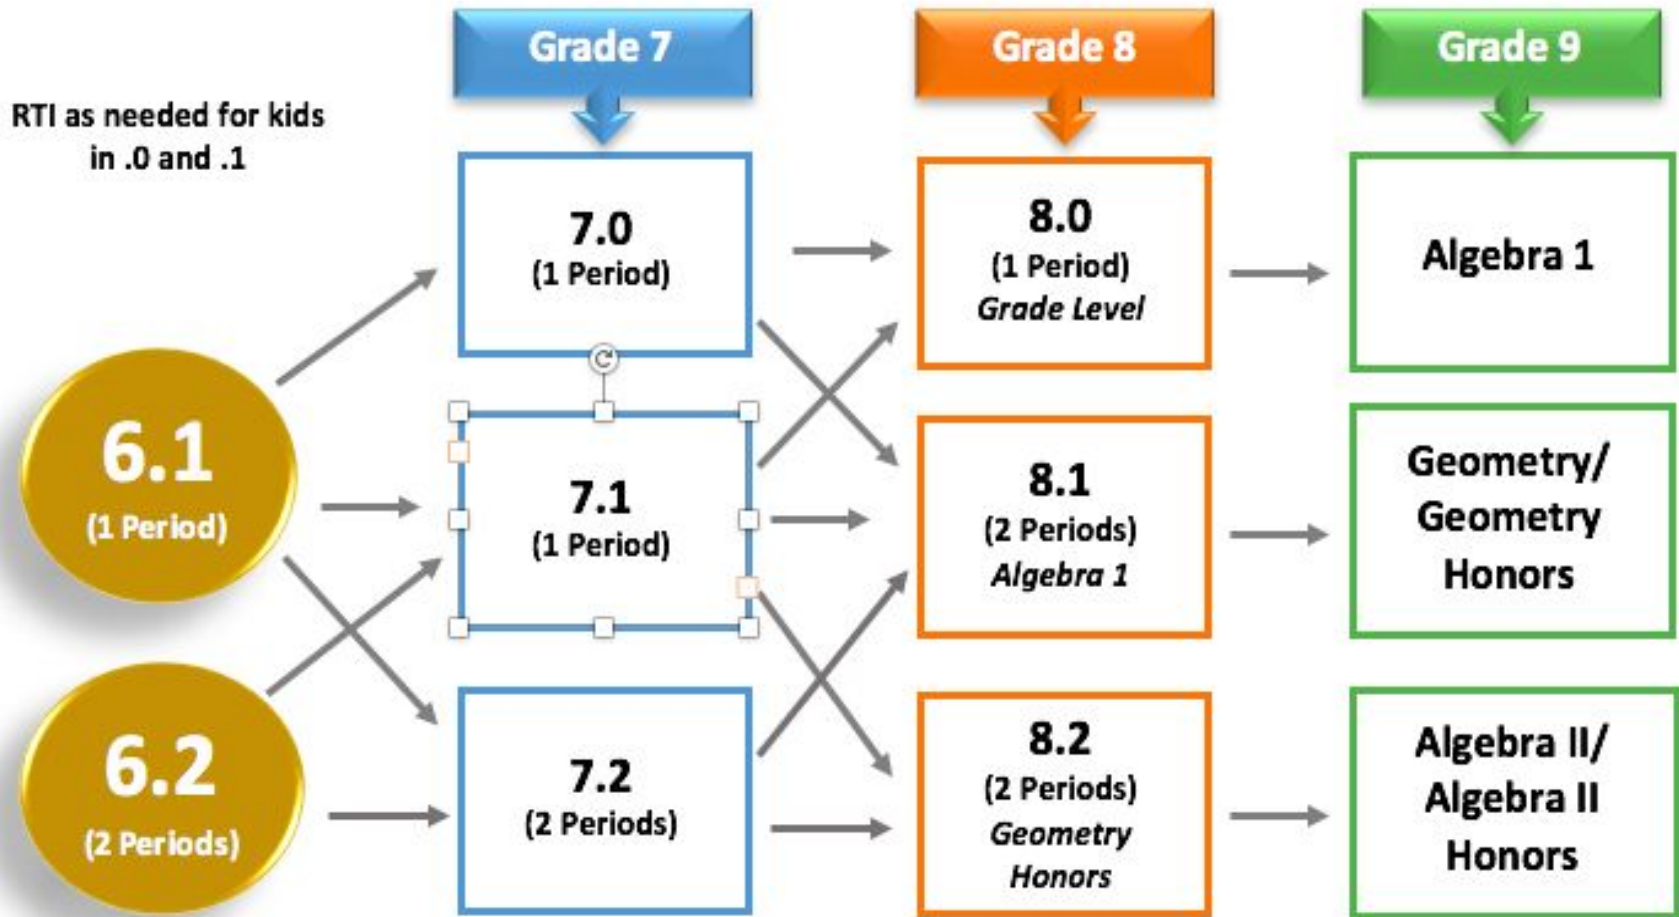 Grade 7
Grade 8
Grade 9
RTI as needed for kids
in .0 and .1
6.1
(1 Period)
6.2
(2 Periods)
7.0
(1 Period)
7.1
(1 Period)
7.2
(2 Periods)
8.0
(1 Period)
Grade Level
8.1
(2 Periods)
Algebra 1
8.2
(2 Periods)
Geometry
Honors
Algebra 1
Geometry/
Geometry
Honors
Algebra II/
Algebra II
Honors